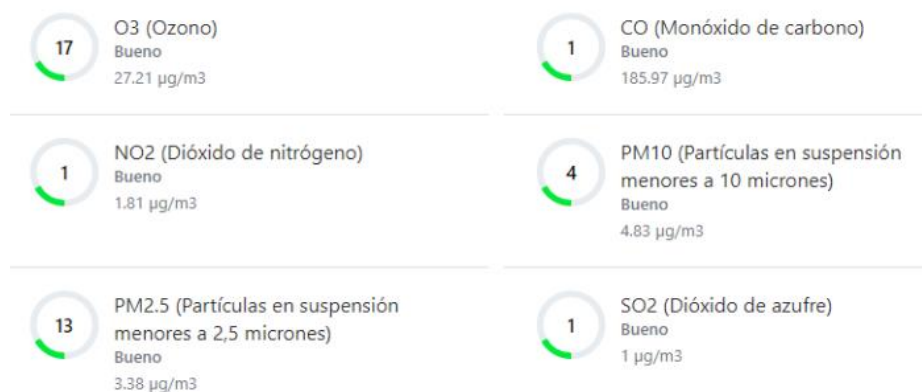 17
O3 (Ozono)
Bueno
27.21 µg/m3
1
CO (Monóxido de carbono)
Bueno
185.97 µg/m3
1
NO2 (Dióxido de nitrógeno)
Bueno
1.81 µg/m3
4
PM10 (Partículas en suspensión
menores a 10 micrones)
Bueno
4.83 µg/m3
13
PM2.5 (Partículas en suspensión
menores a 2,5 micrones)
Bueno
3.38 µg/m3
1
SO2 (Dióxido de azufre)
Bueno
1 µg/m3